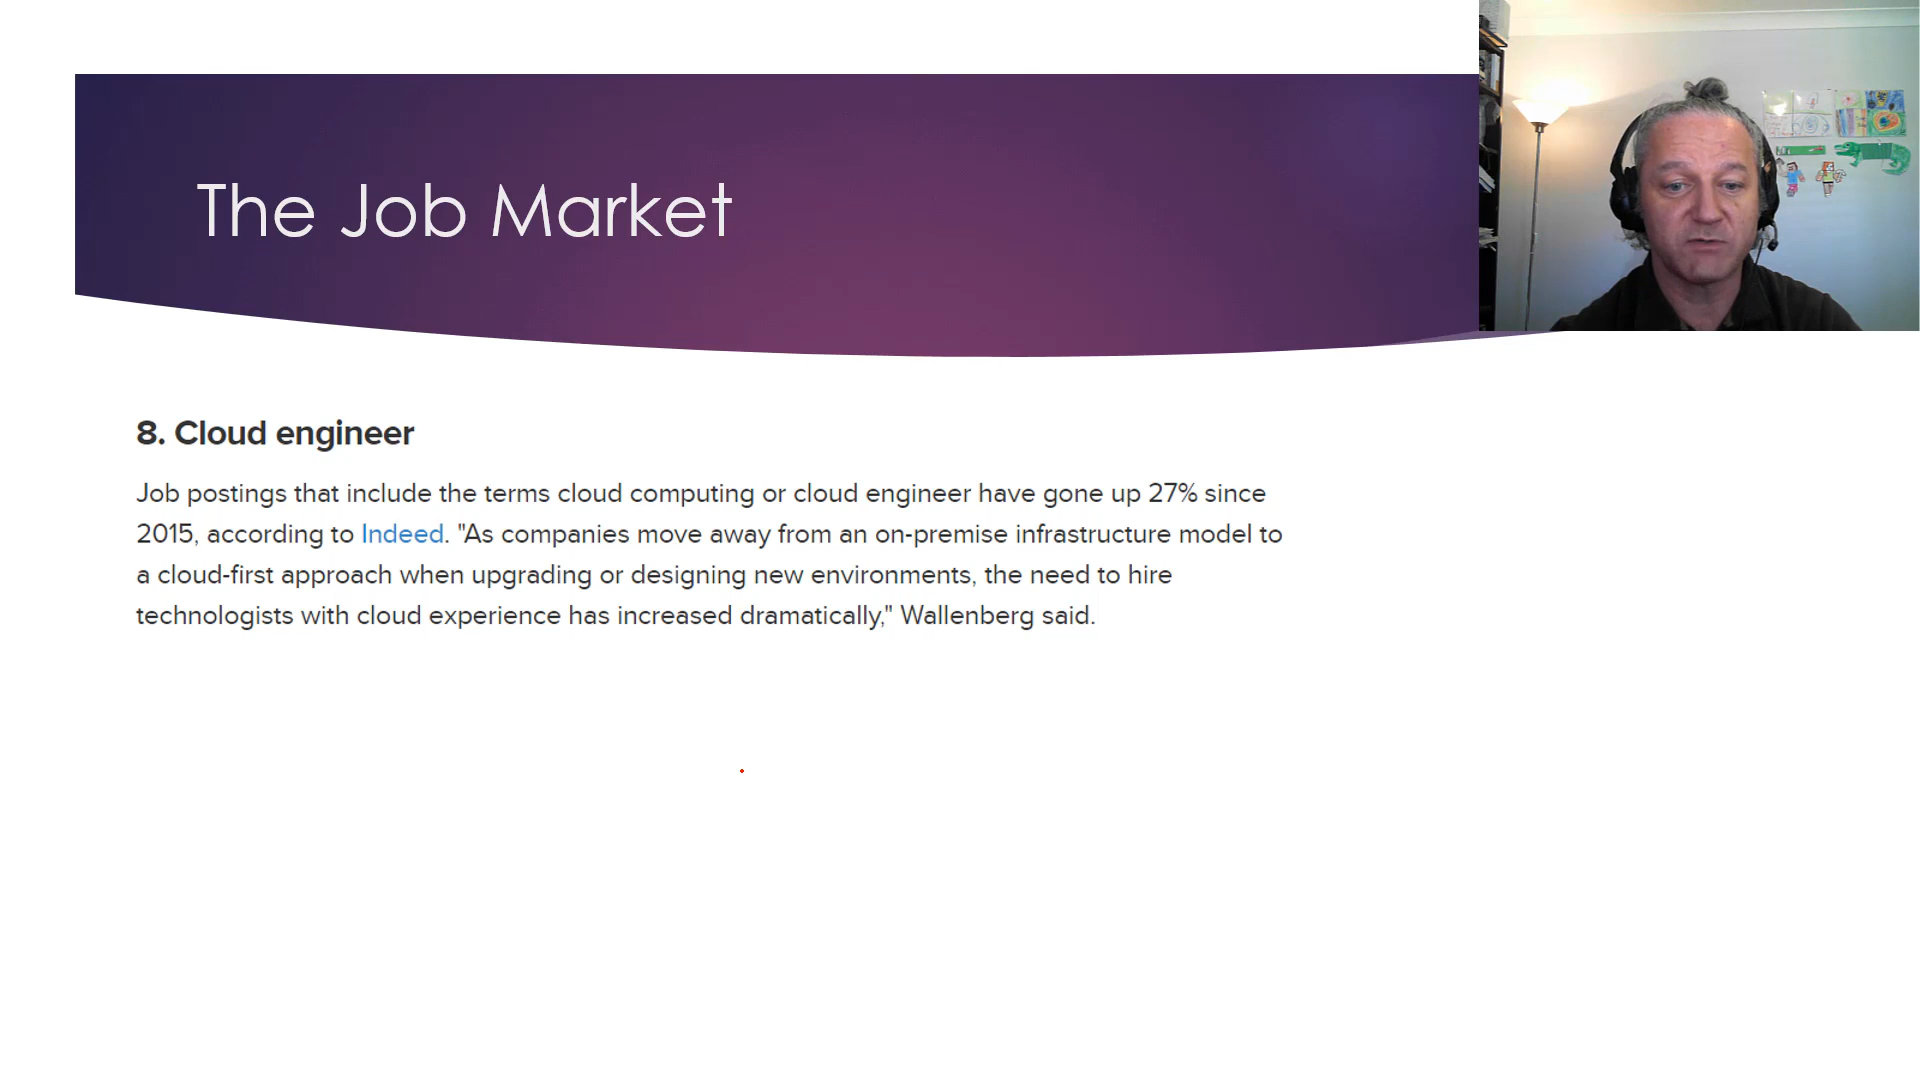 The Job Market
8. Cloud engineer
Job postings that include the terms cloud computing or cloud engineer have gone up 27% since
2015, according to Indeed. "As companies move away from an on-premise infrastructure model to
a cloud-first approach when upgrading or designing new environments, the need to hire
technologists with cloud experience has increased dramatically," Wallenberg said.